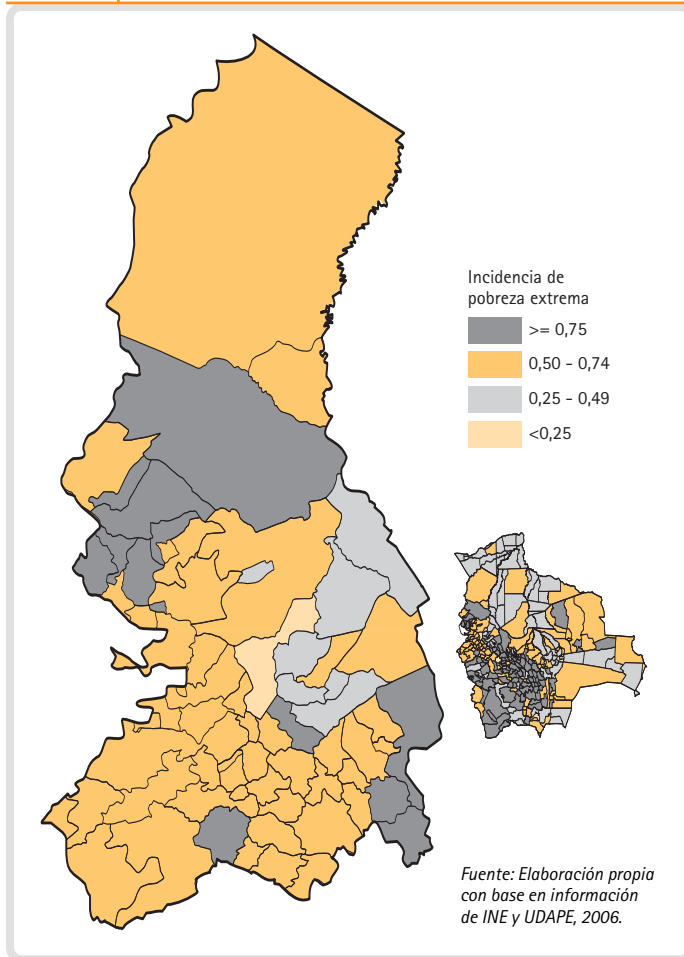 Incidencia de
pobreza extrema
>= 0,75
0,50 - 0,74
0,25 - 0,49
<0,25
Fuente: Elaboración propia
con base en información
de INE y UDAPE, 2006.